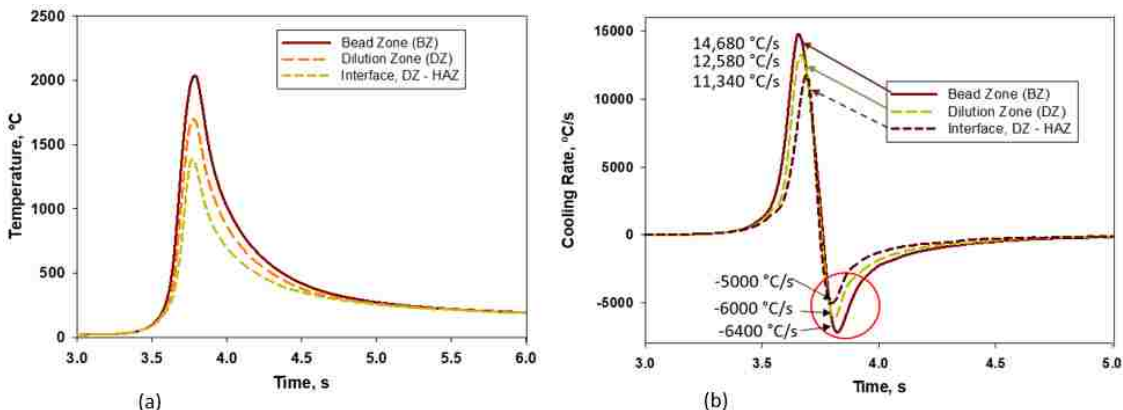 2500
2000
1500
1000
500
0
3.0
3.5
4.0
4.5
5.0
5.5
6.0
Temperature, °C
Time, s
Bead Zone (BZ)
Dilution Zone (DZ)
Interface, DZ - HAZ
(a)
15000
10000
5000
0
-5000
3.0
3.5
4.0
4.5
5.0
Cooling Rate, °C/s
Time, s
14,680 °C/s
12,580 °C/s
11,340 °C/s
Bead Zone (BZ)
Dilution Zone (DZ)
Interface, DZ - HAZ
-5000 °C/s
-6000 °C/s
-6400 °C/s
(b)